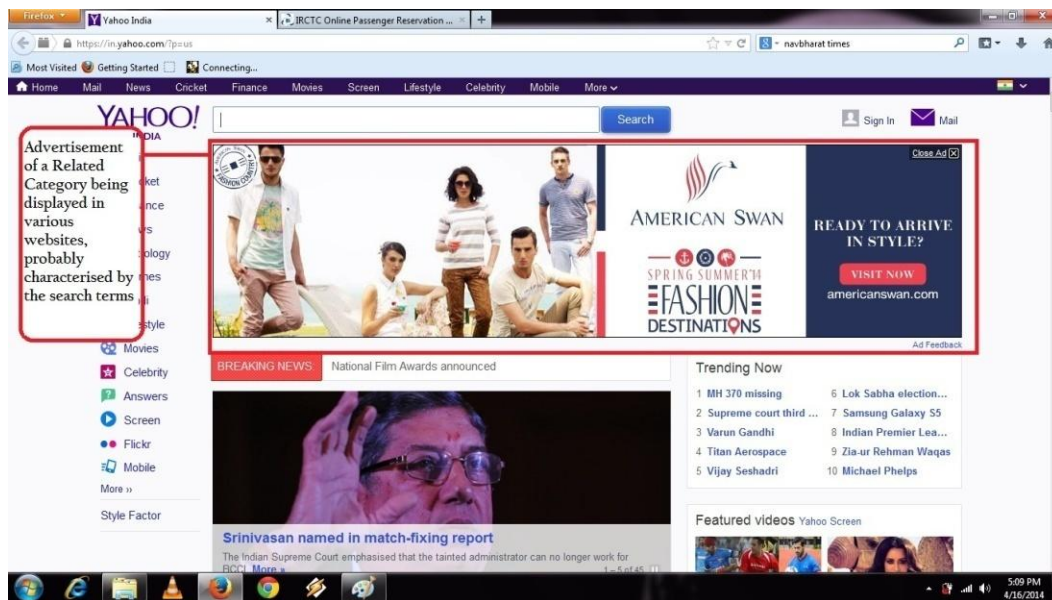 Firefox
Yahoo India
IRCTC Online Passenger Reservation ...
https://in.yahoo.com/?p=us
navbharat times
Most Visited
Getting Started
Connecting...
Home Mail News Cricket Finance Movies Screen Lifestyle Celebrity Mobile More
YAHOO!
INDIA
Search
Sign In
Mail
Advertisement
of a Related
Category being
displayed in
various
websites,
probably
characterised by
the search terms
Movies
Celebrity
Answers
Screen
Flickr
Mobile
More ››
Style Factor
Close Ad X
AMERICAN SWAN
FASHION COUNTRY
AMERICAN SWAN
SPRING SUMMER'14
FASHION
DESTINATIONS
READY TO ARRIVE
IN STYLE?
VISIT NOW
americanswan.com
Ad Feedback
BREAKING NEWS
National Film Awards announced
Srinivasan named in match-fixing report
The Indian Supreme Court emphasised that the tainted administrator can no longer work for
BCCI. More »
1 – 5 of 45
Trending Now
1 MH 370 missing
2 Supreme court third ...
3 Varun Gandhi
4 Titan Aerospace
5 Vijay Seshadri
6 Lok Sabha election...
7 Samsung Galaxy S5
8 Indian Premier Lea...
9 Zia-ur Rehman Waqas
10 Michael Phelps
Featured videos Yahoo Screen
5:09 PM
4/16/2014